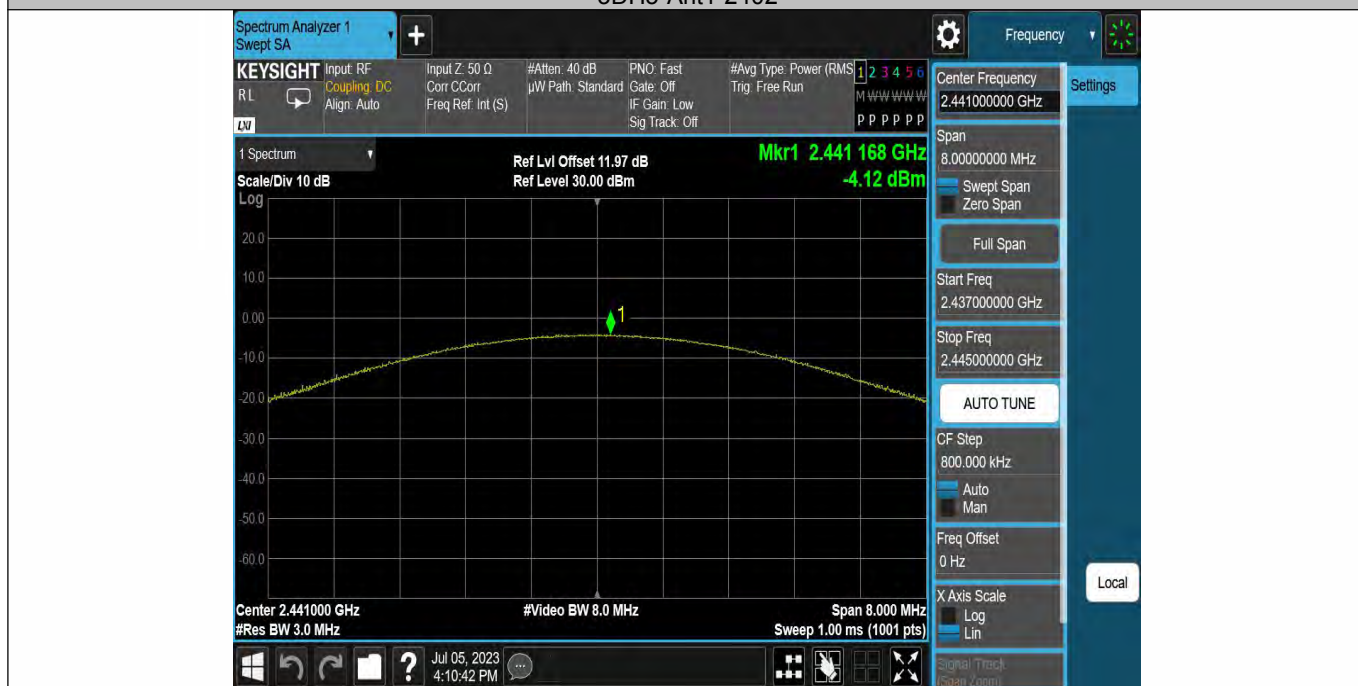 Spectrum Analyzer 1
Swept SA
+
Frequency
KEYSIGHT
RL
LXI
Input: RF
Coupling: DC
Align: Auto
Input Z: 50 Ω
Corr CCorr
Freq Ref: Int (S)
#Atten: 40 dB
µW Path: Standard
PNO: Fast
Gate: Off
IF Gain: Low
Sig Track: Off
#Avg Type: Power (RMS
Trig: Free Run
1 2 3 4 5 6
M W W W W W
P P P P P P
1 Spectrum
Scale/Div 10 dB
Log
Ref Lvl Offset 11.97 dB
Ref Level 30.00 dBm
Mkr1 2.441 168 GHz
-4.12 dBm
20.0
10.0
0.00
-10.0
-20.0
-30.0
-40.0
-50.0
-60.0
1
Center 2.441000 GHz
#Res BW 3.0 MHz
#Video BW 8.0 MHz
Span 8.000 MHz
Sweep 1.00 ms (1001 pts)
Jul 05, 2023
4:10:42 PM
Center Frequency
2.441000000 GHz
Settings
Span
8.00000000 MHz
Swept Span
Zero Span
Full Span
Start Freq
2.437000000 GHz
Stop Freq
2.445000000 GHz
AUTO TUNE
CF Step
800.000 kHz
Auto
Man
Freq Offset
0 Hz
X Axis Scale
Log
Lin
Local
Signal Track
(Span Zoom)